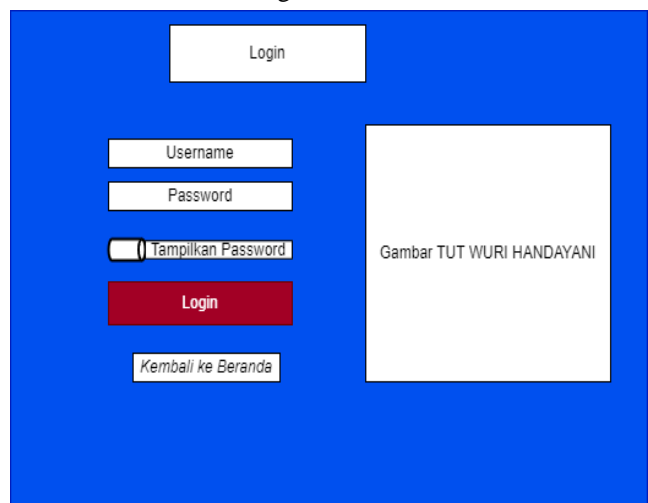 Login
Username
Password
Tampilkan Password
Login
Kembali ke Beranda
Gambar TUT WURI HANDAYANI